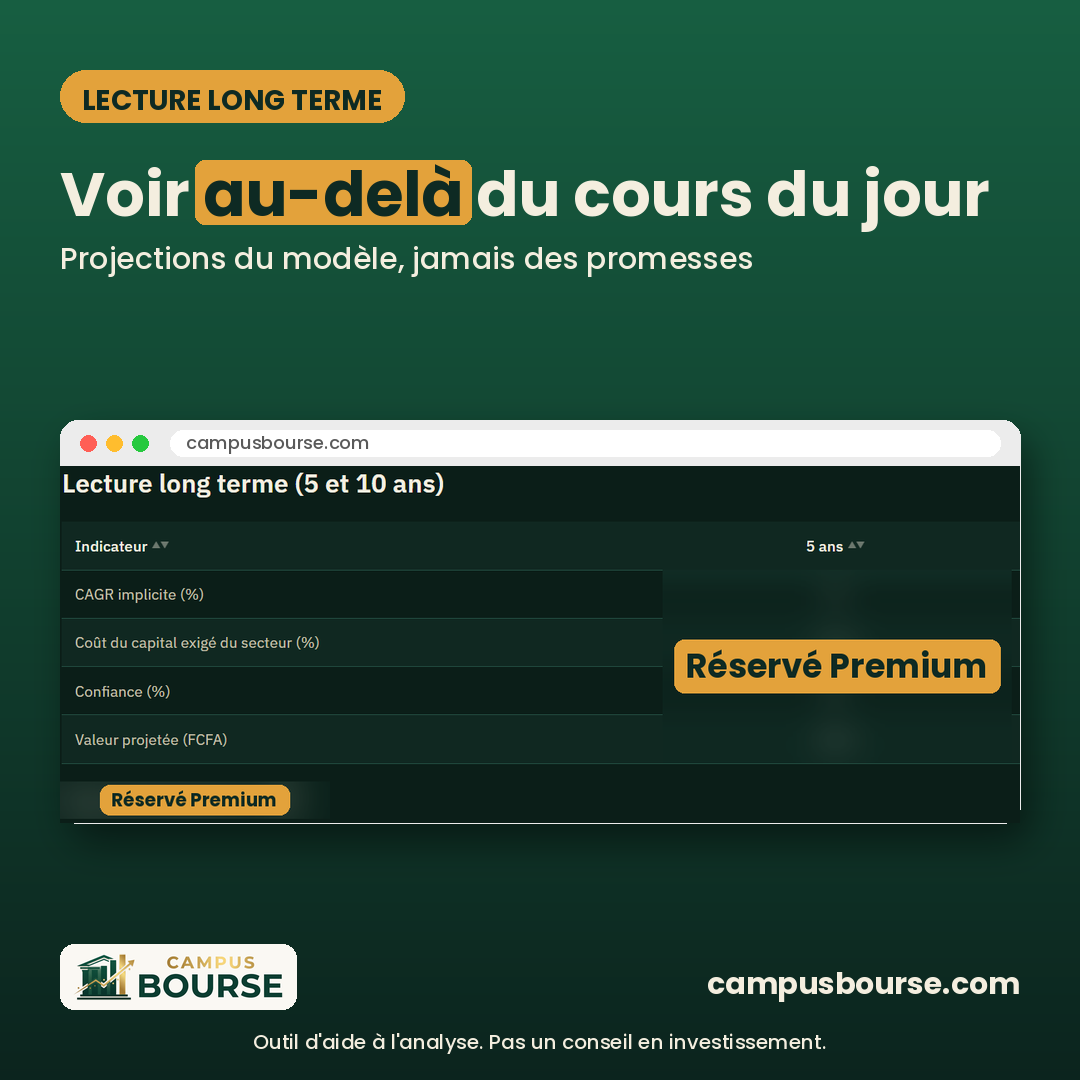 LECTURE LONG TERME
Voir au-delà du cours du jour
Projections du modèle, jamais des promesses
campusbourse.com
Lecture long terme (5 et 10 ans)
Indicateur 5 ans
CAGR implicite (%)
Coût du capital exigé du secteur (%)
Réservé Premium
Confiance (%)
Valeur projetée (FCFA)
Réservé Premium
CAMPUS
BOURSE
campusbourse.com
Outil d'aide à l'analyse. Pas un conseil en investissement.